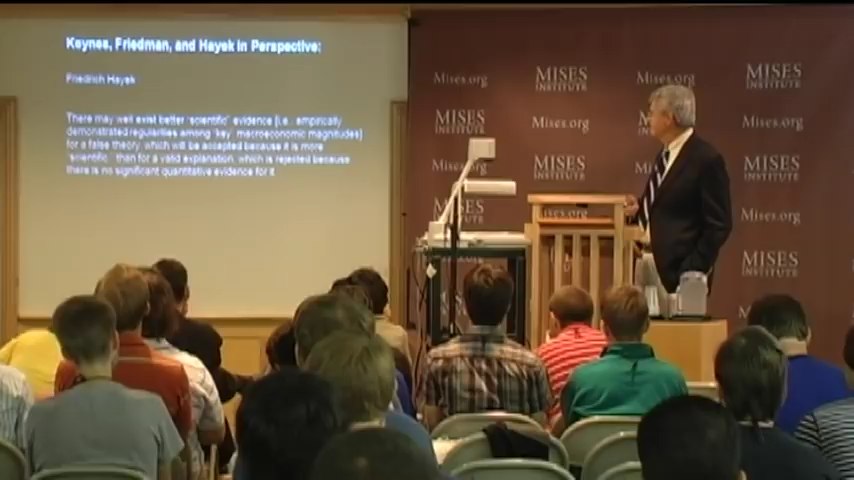 Keynes, Friedman, and Hayek in Perspective:
Friedrich Hayek
There may well exist better 'scientific' evidence [i.e. empirically
demonstrated regularities among 'key' macroeconomic magnitudes]
for a false theory, which will be accepted because it is more
'scientific', than for a valid explanation, which is rejected because
there is no significant quantitative evidence for it
Mises.org
MISES
INSTITUTE
Mises.org
MISES
INSTITUTE
MISES
INSTITUTE
Mises.org
Mises.org
MISES
INSTITUTE
MISES
INSTITUTE
Mises.org
Mises.org
MISES
INSTITUTE